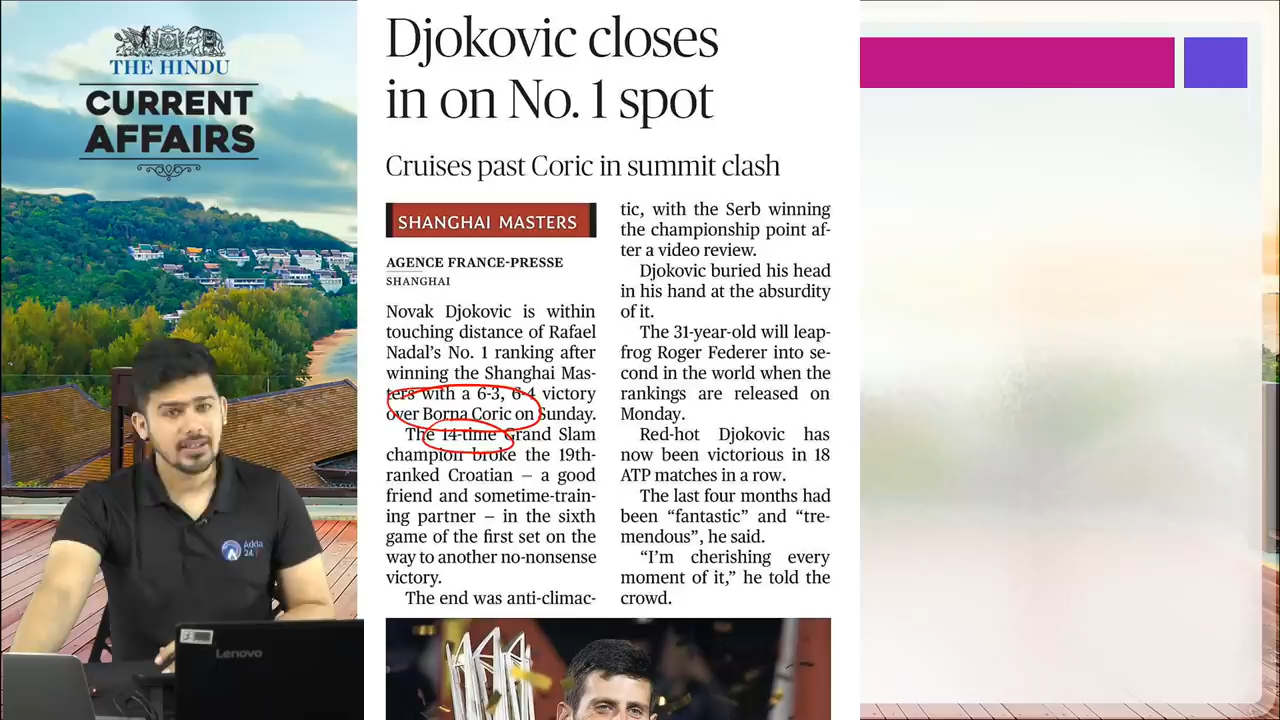 THE HINDU
CURRENT
AFFAIRS
Djokovic closes
in on No. 1 spot
Cruises past Coric in summit clash
SHANGHAI MASTERS
AGENCE FRANCE-PRESSE
SHANGHAI
Novak Djokovic is within
touching distance of Rafael
Nadal's No. 1 ranking after
winning the Shanghai Mas-
ters with a 6-3, 6-4 victory
over Borna Coric on Sunday.
The 14-time Grand Slam
champion broke the 19th-
ranked Croatian – a good
friend and sometime-train-
ing partner – in the sixth
game of the first set on the
way to another no-nonsense
victory.
The end was anti-climac-
tic, with the Serb winning
the championship point af-
ter a video review.
Djokovic buried his head
in his hand at the absurdity
of it.
The 31-year-old will leap-
frog Roger Federer into se-
cond in the world when the
rankings are released on
Monday.
Red-hot Djokovic has
now been victorious in 18
ATP matches in a row.
The last four months had
been “fantastic” and “tre-
mendous”, he said.
“I'm cherishing every
moment of it,” he told the
crowd.
Adda
247
Lenovo